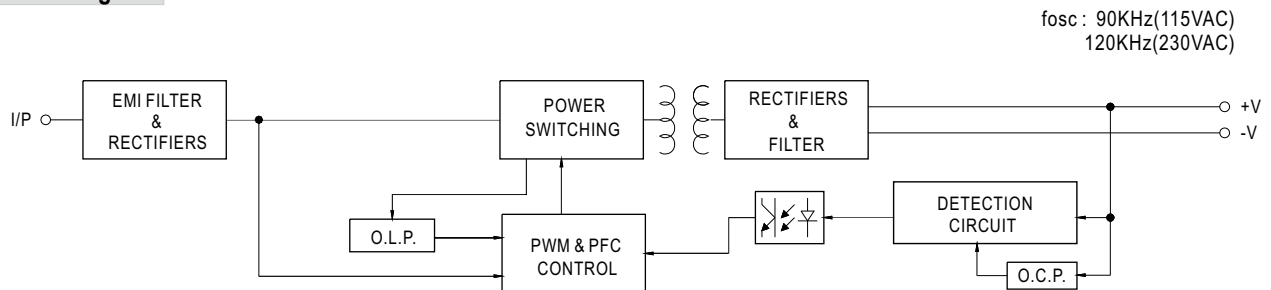 fosc : 90KHz(115VAC)
120KHz(230VAC)
I/P
EMI FILTER
&
RECTIFIERS
POWER
SWITCHING
RECTIFIERS
&
FILTER
+V
-V
O.L.P.
PWM & PFC
CONTROL
DETECTION
CIRCUIT
O.C.P.